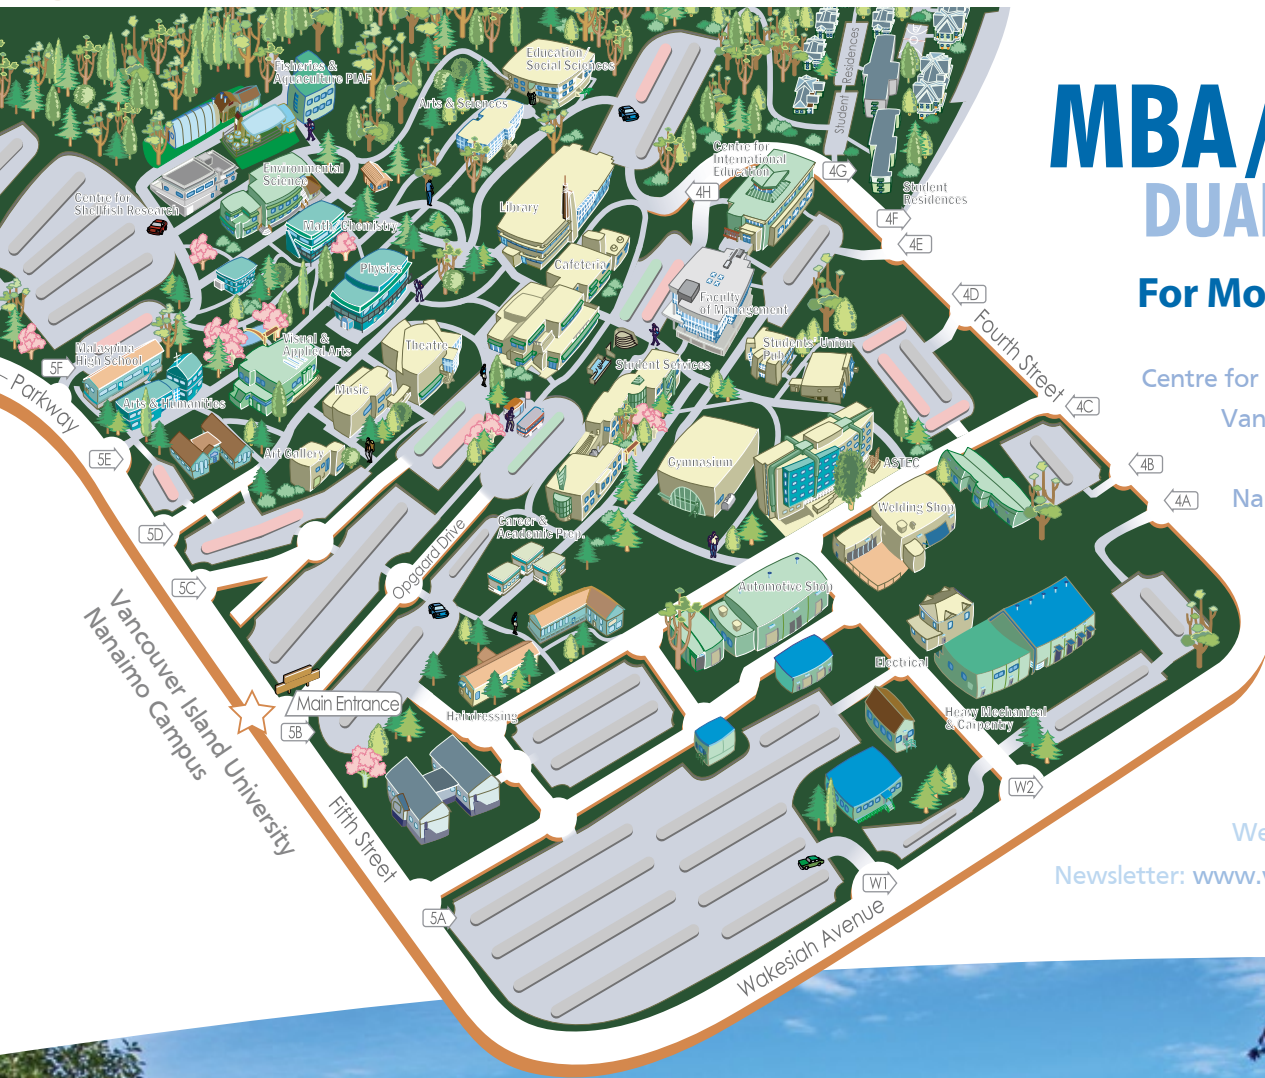 Education
Social Sciences
Fisheries &
Aquaculture PIAF
Arts & Sciences
Student Residences
Centre for
International
Education
4G
4H
Student
Residences
4F
4E
Environmental
Science
Centre for
Shellfish Research
Library
Math/Chemistry
Cafeteria
Physics
Faculty
of Management
4D
Fourth Street
Visual &
Applied Arts
Theatre
Students' Union
Pub
Malaspina
High School
5F
Parkway
Student Services
Music
Arts & Humanities
4C
5E
Art Gallery
Gymnasium
ASTEC
4B
4A
Welding Shop
5D
Career &
Academic Prep.
Opgaard Drive
5C
Automotive Shop
Vancouver Island University
Nanaimo Campus
Electrical
Main Entrance
5B
Hairdressing
Heavy Mechanical
& Carpentry
W2
Fifth Street
W1
5A
Wakesiah Avenue
MBA/
DUA
For Mo
Centre for
Van
Na
We
Newsletter: www.v